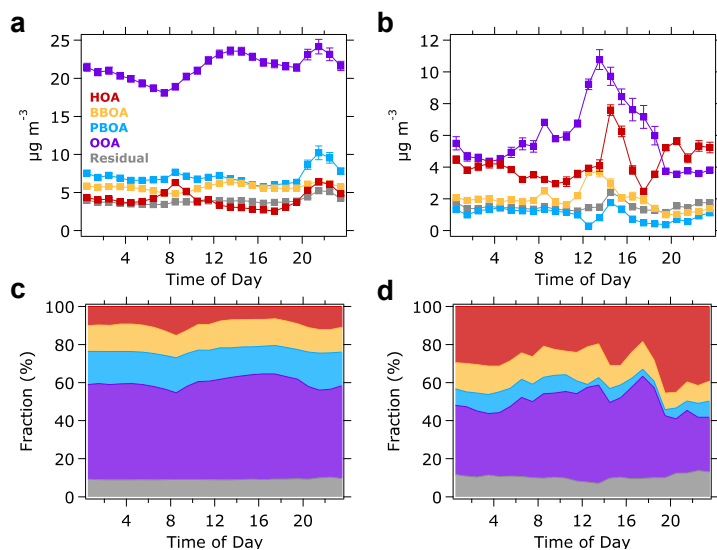 a
25
20
15
10
5
0
µg m⁻³
HOA
BBOA
PBOA
OOA
Residual
4 8 12 16 20
Time of Day
b
12
10
8
6
4
2
0
µg m⁻³
4 8 12 16 20
Time of Day
c
100
80
60
40
20
0
Fraction (%)
4 8 12 16 20
Time of Day
d
100
80
60
40
20
0
Fraction (%)
4 8 12 16 20
Time of Day